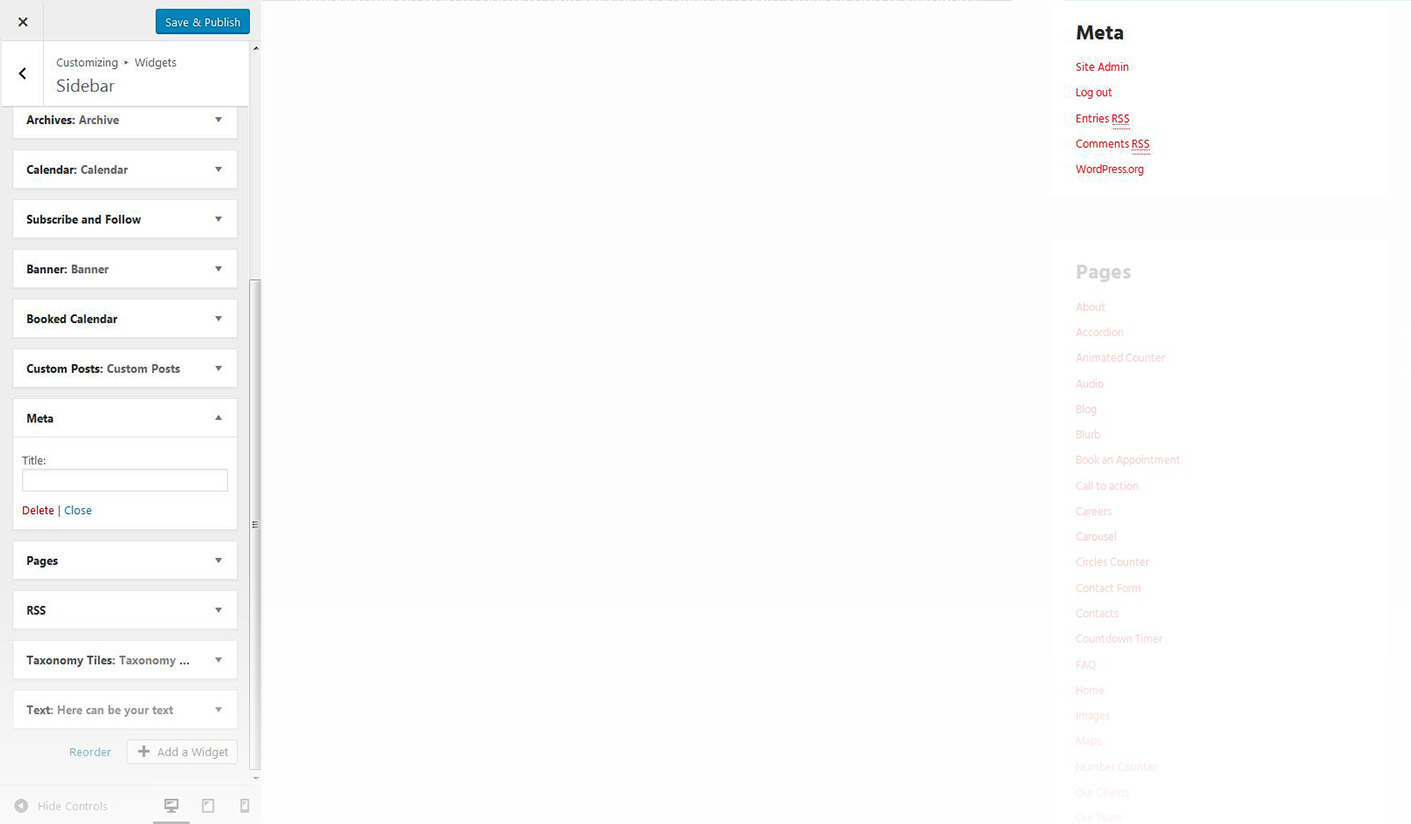 Save & Publish
Customizing ▸ Widgets
Sidebar
Archives: Archive
Calendar: Calendar
Subscribe and Follow
Banner: Banner
Booked Calendar
Custom Posts: Custom Posts
Meta
Title:
Delete | Close
Pages
RSS
Taxonomy Tiles: Taxonomy ...
Text: Here can be your text
Reorder
Add a Widget
Hide Controls
Meta
Site Admin
Log out
Entries RSS
Comments RSS
WordPress.org
Pages
About
Accordion
Animated Counter
Audio
Blog
Blurb
Book an Appointment
Call to action
Careers
Carousel
Circles Counter
Contact Form
Contacts
Countdown Timer
FAQ
Home
Images
Maps
Number Counter
Our Clients
Our Team